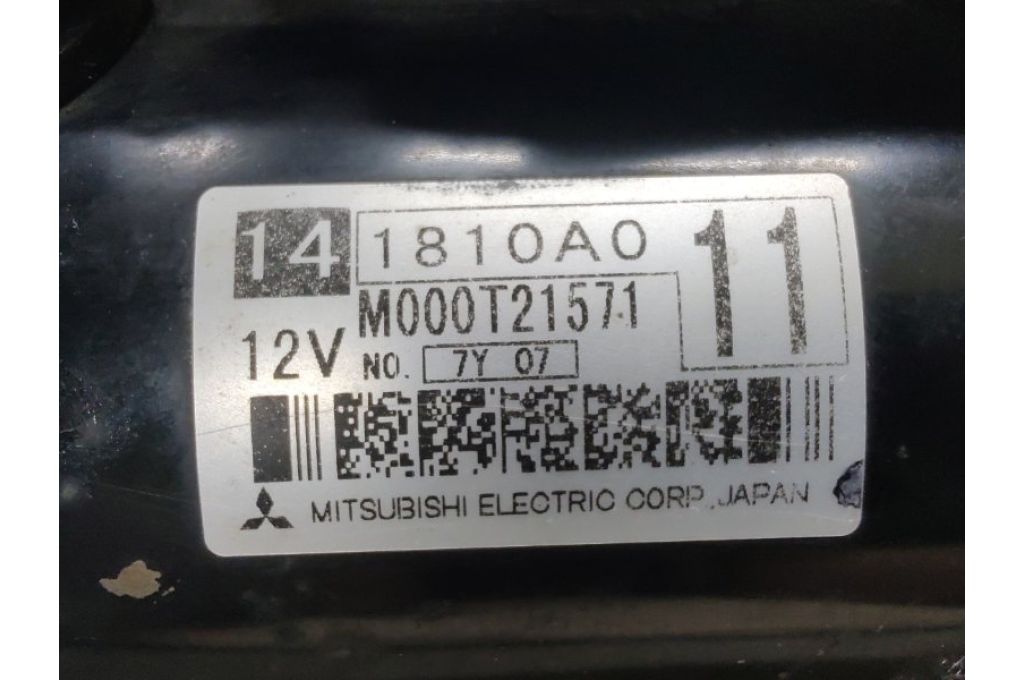 14 1810A0 11
M000T21571
12V NO. 7Y 07
MITSUBISHI ELECTRIC CORP. JAPAN